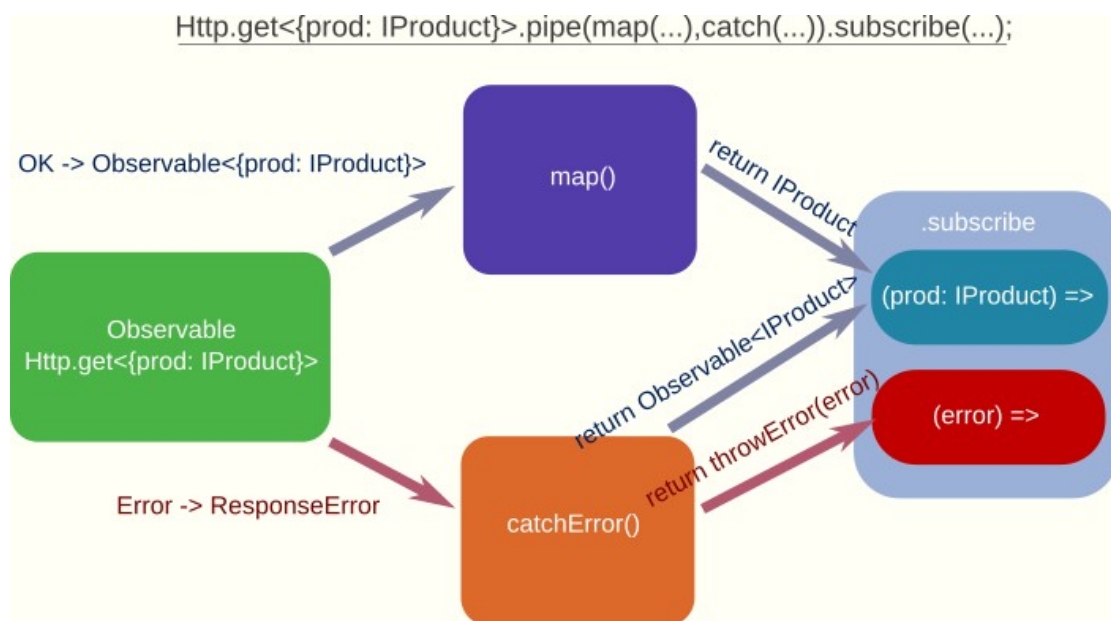 Http.get<{prod: IProduct}>.pipe(map(...),catch(...)).subscribe(...);
OK -> Observable<{prod: IProduct}>
map()
return IProduct
.subscribe
(prod: IProduct) =>
Observable
Http.get<{prod: IProduct}>
return Observable<IProduct>
return throwError(error)
(error) =>
Error -> ResponseError
catchError()